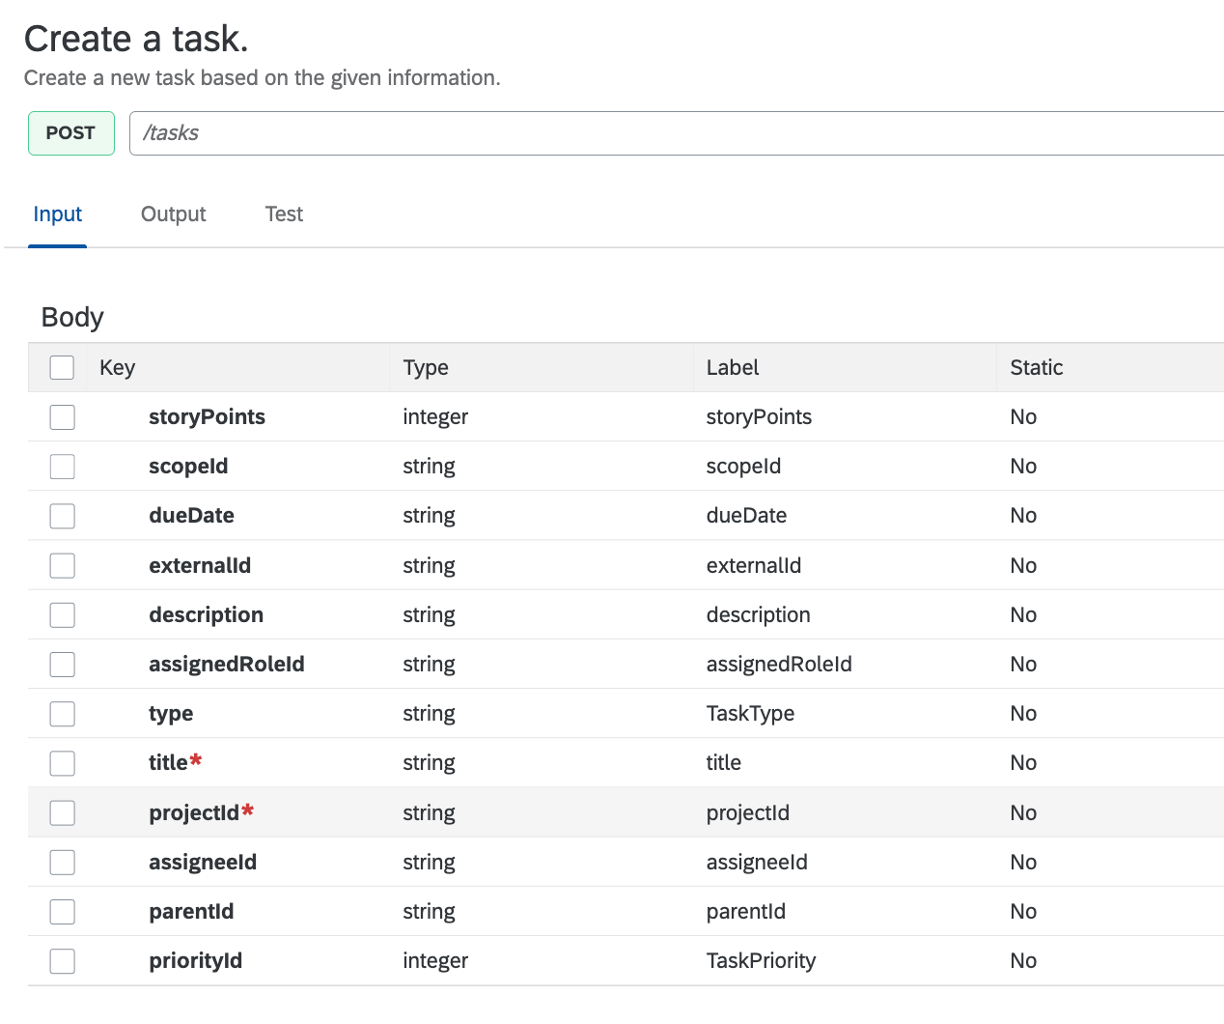 Create a task.
Create a new task based on the given information.
POST /tasks
Input Output Test
Body
Key Type Label Static
storyPoints integer storyPoints No
scopeId string scopeId No
dueDate string dueDate No
externalId string externalId No
description string description No
assignedRoleId string assignedRoleId No
type string TaskType No
title* string title No
projectId* string projectId No
assigneeId string assigneeId No
parentId string parentId No
priorityId integer TaskPriority No